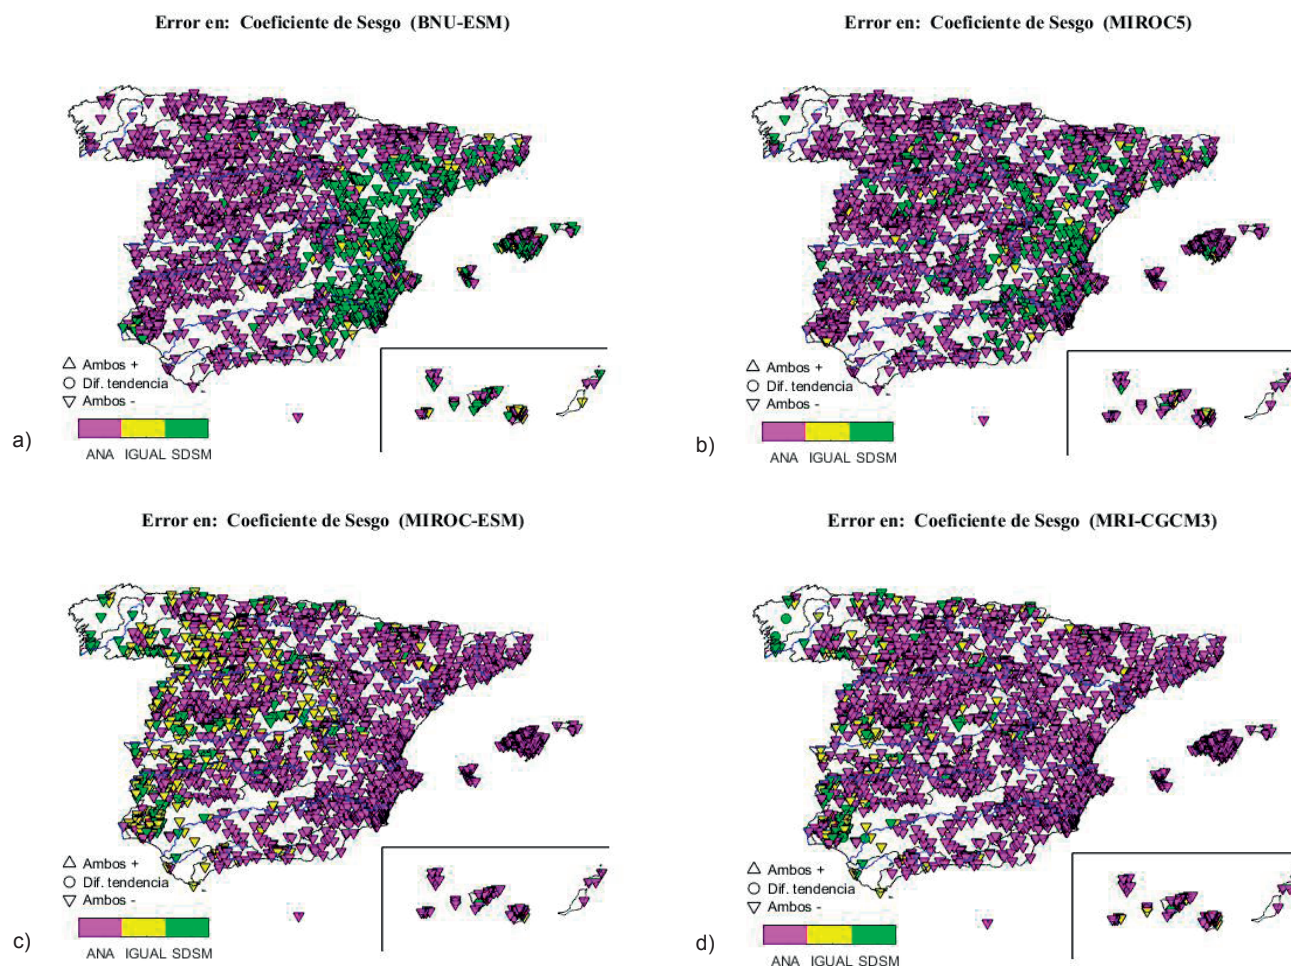 Error en: Coeficiente de Sesgo (BNU-ESM)
Ambos +
Dif. tendencia
Ambos -
ANA IGUAL SDSM
a)
Error en: Coeficiente de Sesgo (MIROC5)
Ambos +
Dif. tendencia
Ambos -
ANA IGUAL SDSM
b)
Error en: Coeficiente de Sesgo (MIROC-ESM)
Ambos +
Dif. tendencia
Ambos -
ANA IGUAL SDSM
c)
Error en: Coeficiente de Sesgo (MRI-CGCM3)
Ambos +
Dif. tendencia
Ambos -
ANA IGUAL SDSM
d)